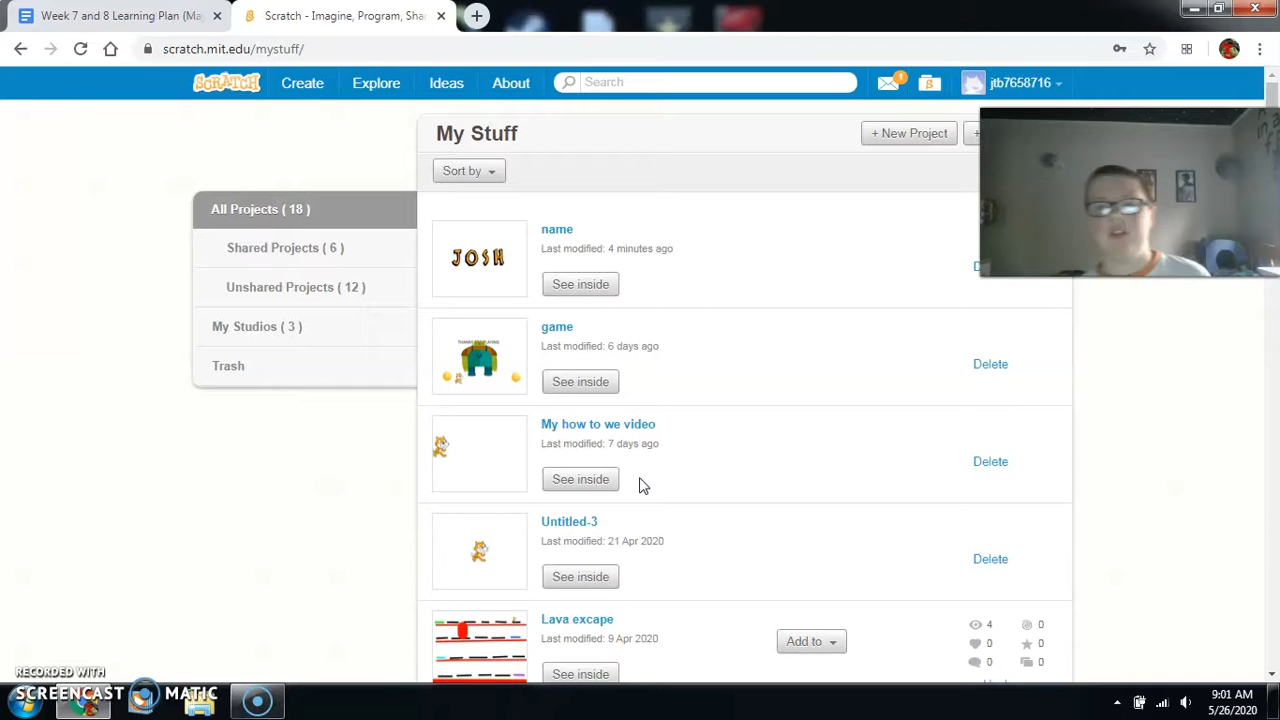 Week 7 and 8 Learning Plan (Ma
Scratch - Imagine, Program, Sha
scratch.mit.edu/mystuff/
SCRATCH
Create
Explore
Ideas
About
Search
1
jtb7658716
My Stuff
+ New Project
+
Sort by
All Projects ( 18 )
Shared Projects ( 6 )
Unshared Projects ( 12 )
My Studios ( 3 )
Trash
JOSH
name
Last modified: 4 minutes ago
See inside
D
game
Last modified: 6 days ago
See inside
Delete
My how to we video
Last modified: 7 days ago
See inside
Delete
Untitled-3
Last modified: 21 Apr 2020
See inside
Delete
Lava excape
Last modified: 9 Apr 2020
See inside
Add to
4
0
0
0
0
0
RECORDED WITH
SCREENCAST MATIC
9:01 AM
5/26/2020